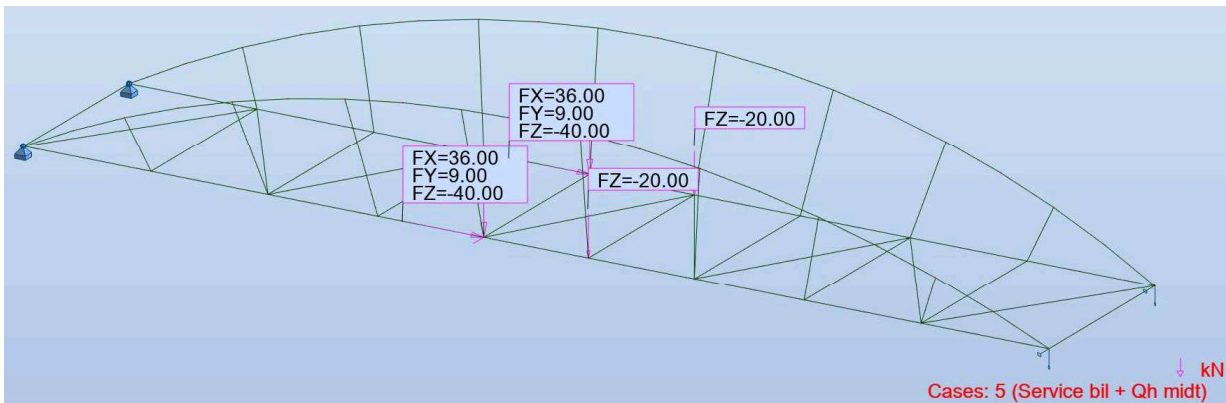 FX=36.00
FY=9.00
FZ=-40.00
FZ=-20.00
FX=36.00
FY=9.00
FZ=-40.00
FZ=-20.00
kN
Cases: 5 (Service bil + Qh midt)